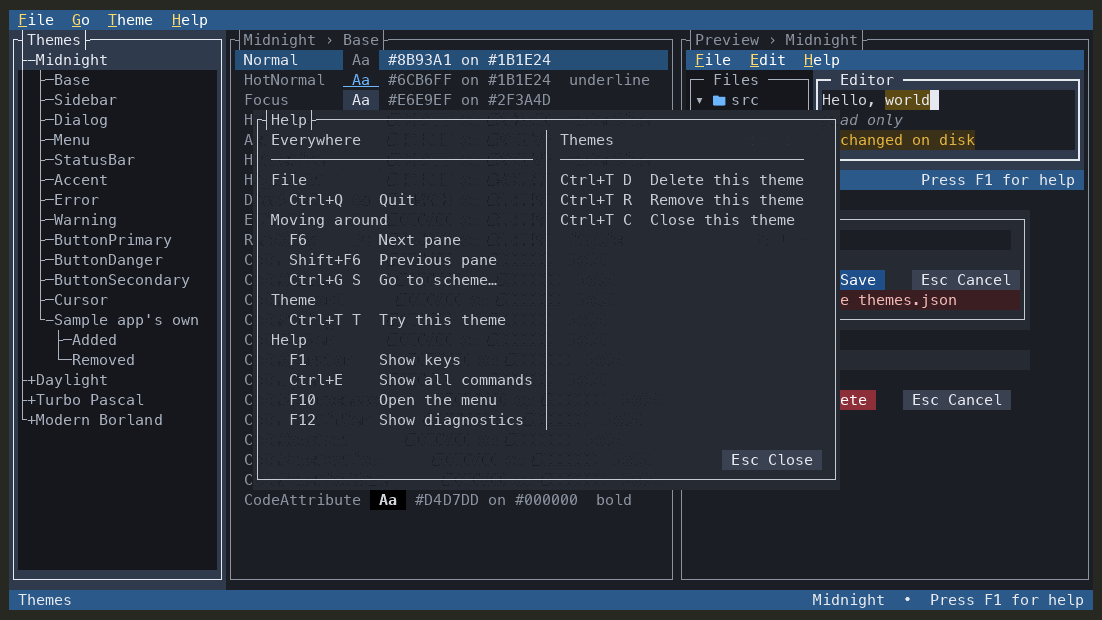 File Go Theme Help
Themes
Midnight
Base
Sidebar
Dialog
Menu
StatusBar
Accent
Error
Warning
ButtonPrimary
ButtonDanger
ButtonSecondary
Cursor
Sample app's own
Added
Removed
+Daylight
+Turbo Pascal
+Modern Borland
Midnight › Base
Normal Aa #8B93A1 on #1B1E24
HotNormal Aa #6CB6FF on #1B1E24 underline
Focus Aa #E6E9EF on #2F3A4D
H
A
H
H
D
E
R
C
C
C
C
C
C
C
C
C
C
C
CodeAttribute Aa #D4D7DD on #000000 bold
Help
Everywhere
File
Ctrl+Q Quit
Moving around
F6 Next pane
Shift+F6 Previous pane
Ctrl+G S Go to scheme…
Theme
Ctrl+T T Try this theme
Help
F1 Show keys
Ctrl+E Show all commands
F10 Open the menu
F12 Show diagnostics
Themes
Ctrl+T D Delete this theme
Ctrl+T R Remove this theme
Ctrl+T C Close this theme
Esc Close
Preview › Midnight
File Edit Help
Files
▾ src
Editor
Hello, world
ad only
changed on disk
Press F1 for help
Save Esc Cancel
e themes.json
ete Esc Cancel
Themes Midnight • Press F1 for help